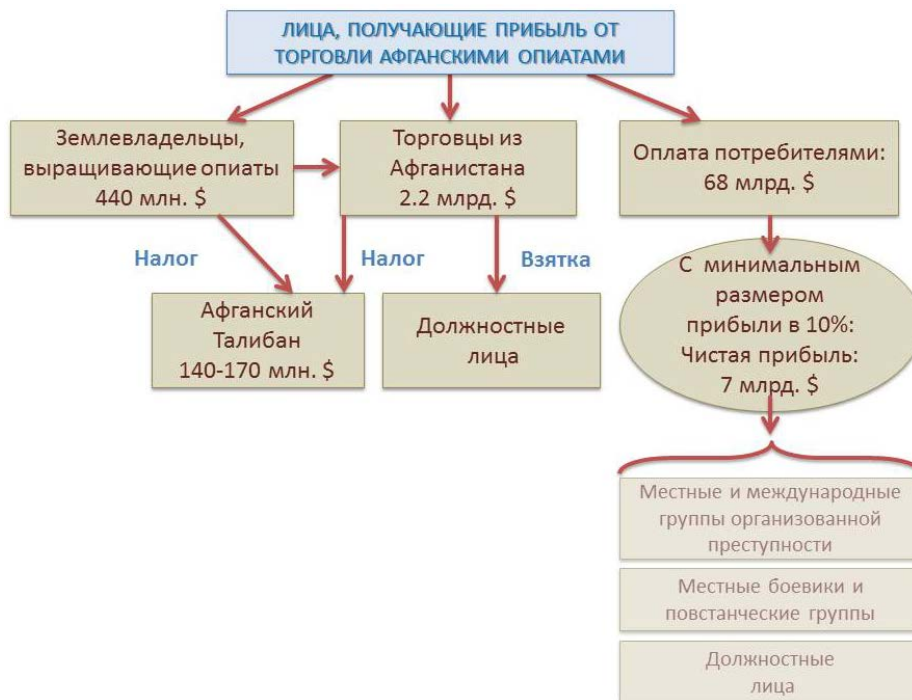 ЛИЦА, ПОЛУЧАЮЩИЕ ПРИБЫЛЬ ОТ
ТОРГОВЛИ АФГАНСКИМИ ОПИАТАМИ
Землевладельцы,
выращивающие опиаты
440 млн. $
Торговцы из
Афганистана
2.2 млрд. $
Оплата потребителями:
68 млрд. $
Налог
Налог
Взятка
Афганский
Талибан
140-170 млн. $
Должностные
лица
С минимальным
размером
прибыли в 10%:
Чистая прибыль:
7 млрд. $
Местные и международные
группы организованной
преступности
Местные боевики и
повстанческие группы
Должностные
лица